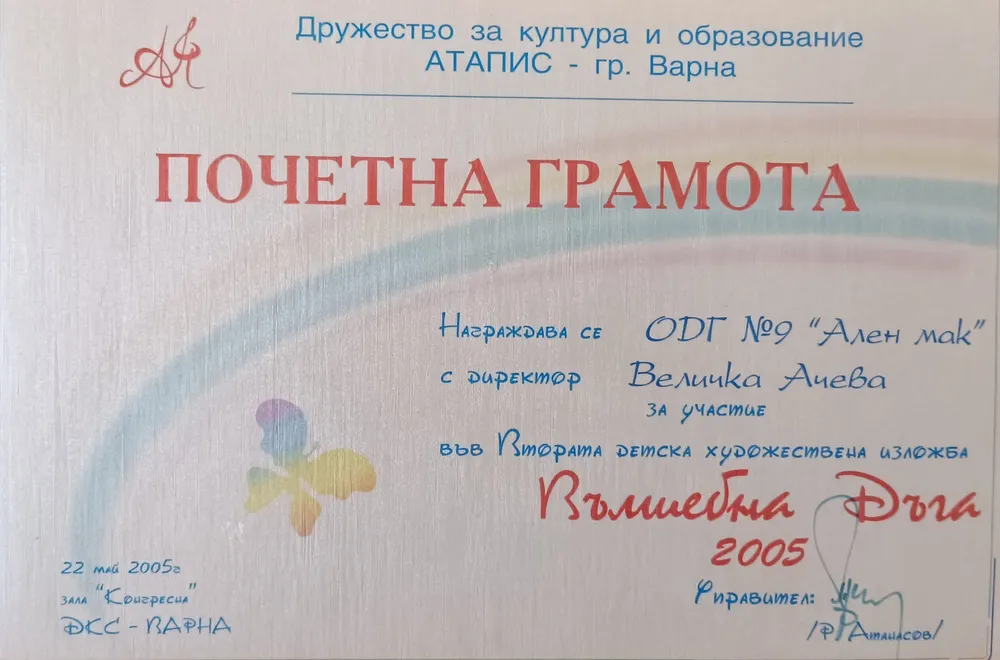 Дружество за култура и образование
АТАПИС - гр. Варна
ПОЧЕТНА ГРАМОТА
Награждава се ОДГ №9 "Ален мак"
с директор Величка Ачева
за участие
във Втората детска художествена изложба
Вълшебна Дъга
2005
22 май 2005г
зала "Конгресна"
ДКС - ВАРНА
Управител:
/Р Атанасов/